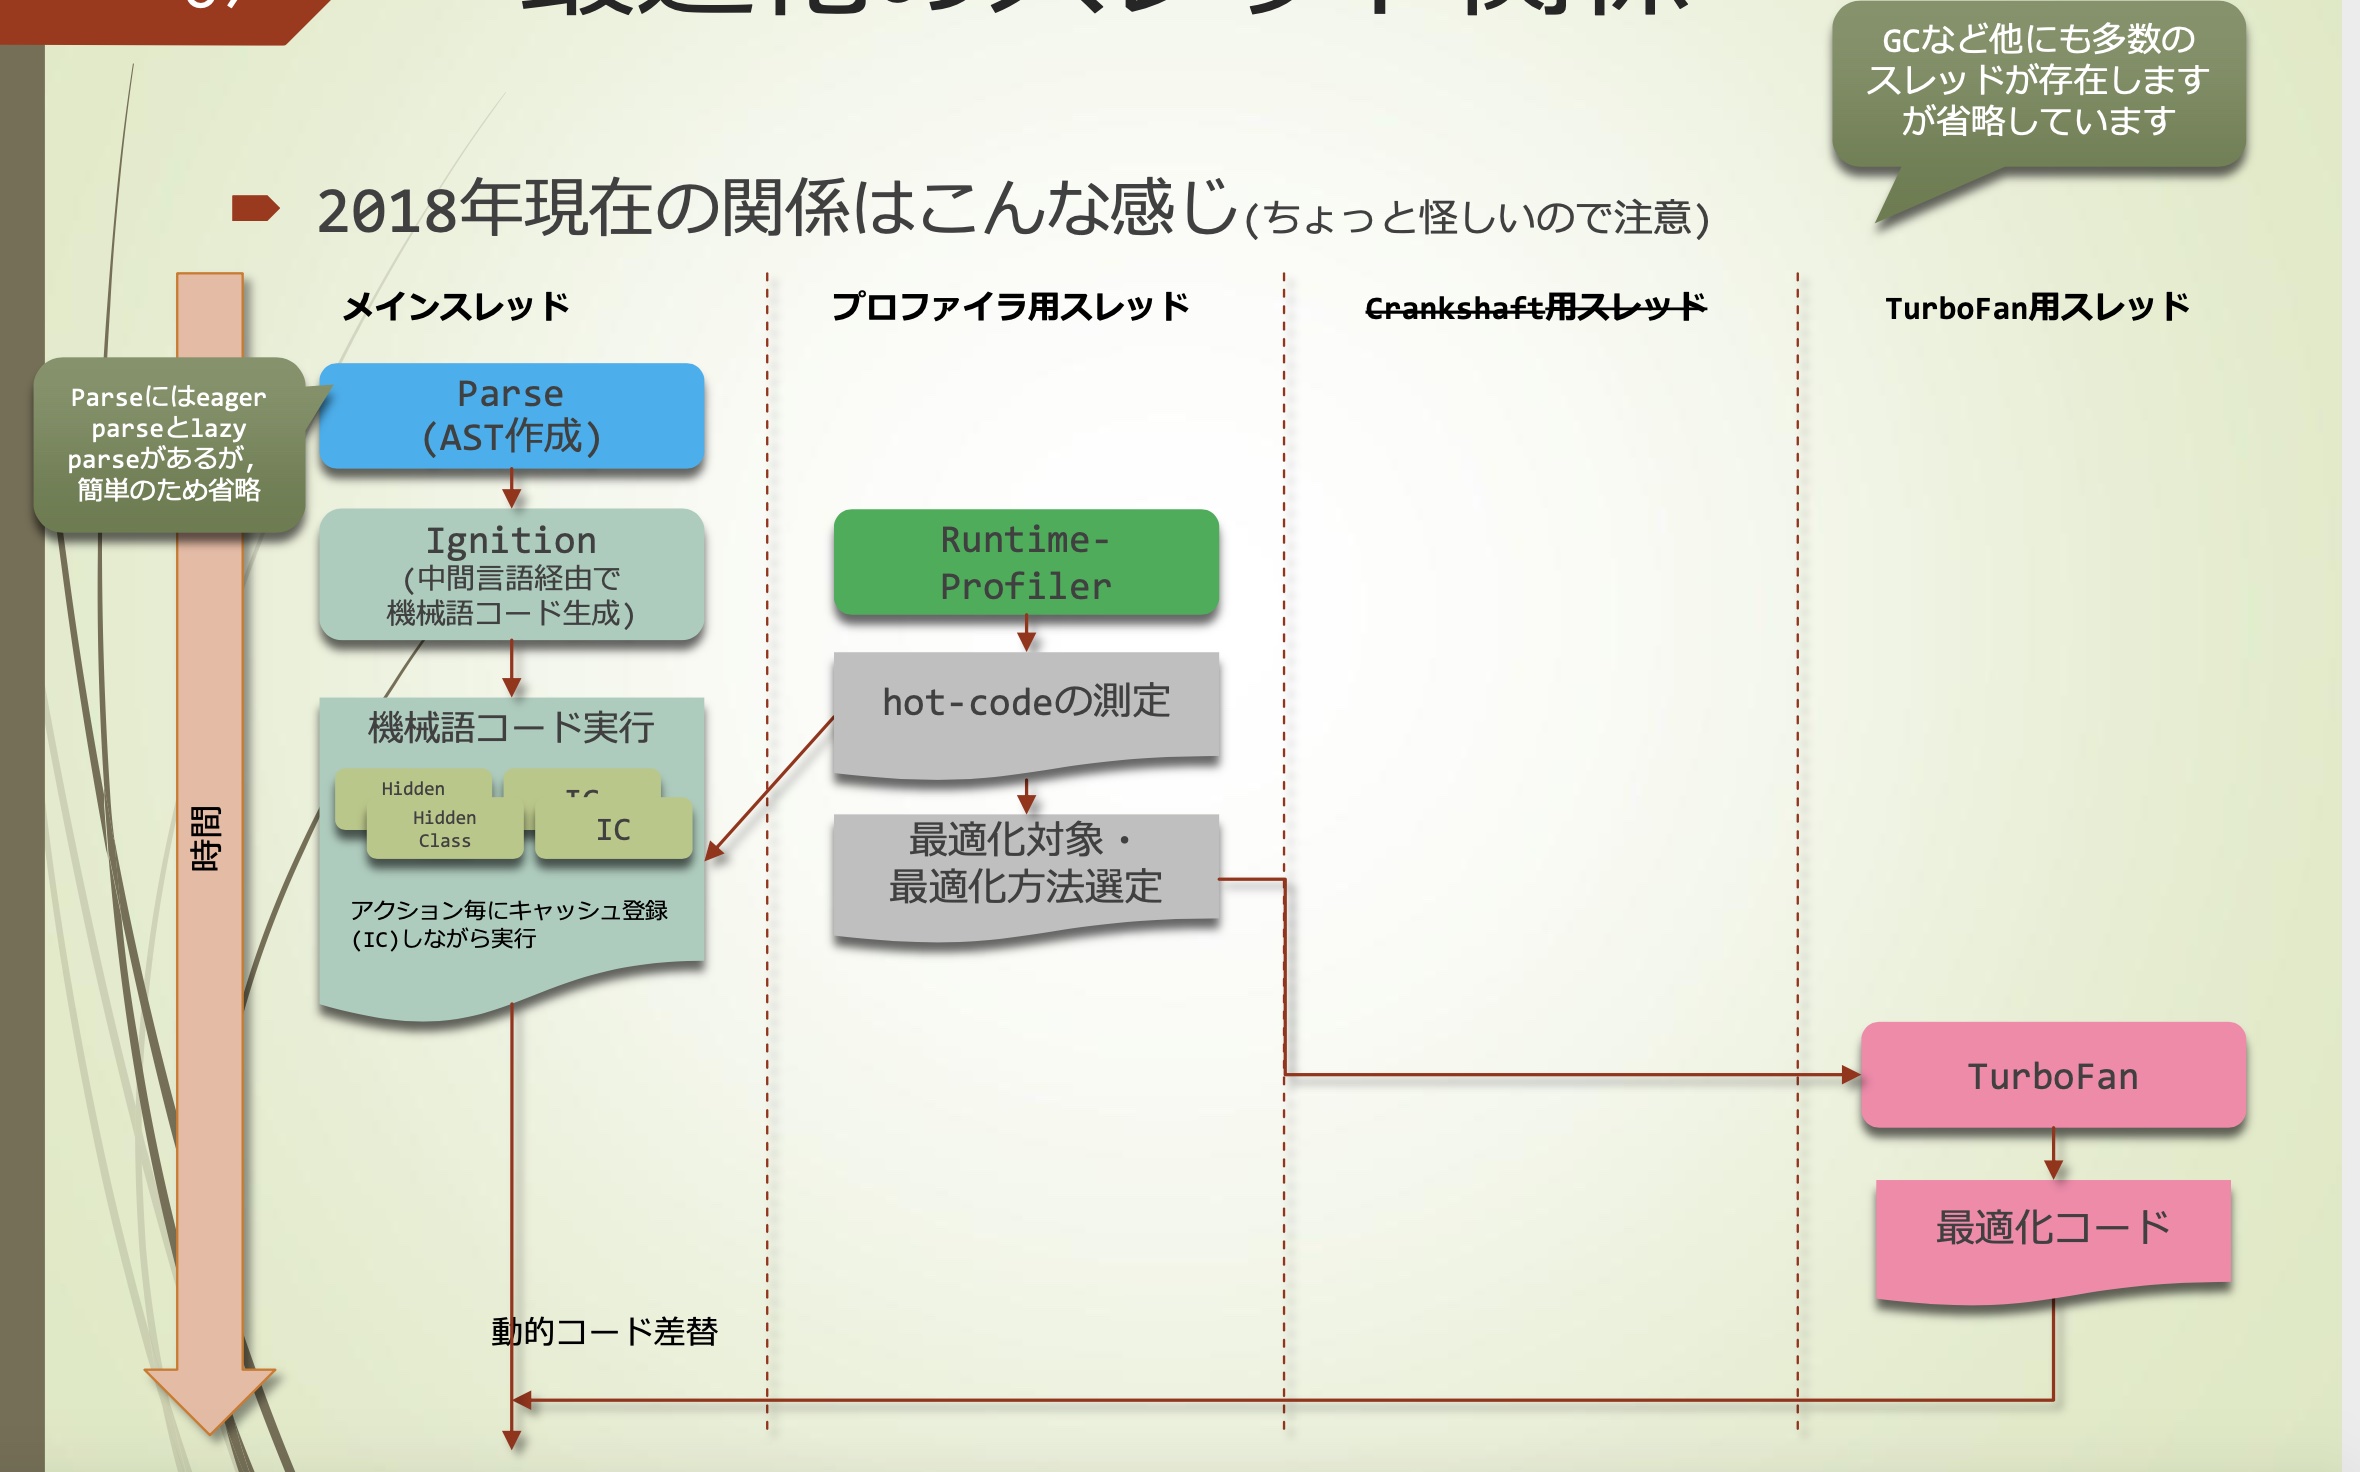 2018年現在の関係はこんな感じ(ちょっと怪しいので注意)
GCなど他にも多数の
スレッドが存在します
が省略しています
メインスレッド
プロファイラ用スレッド
Crankshaft用スレッド
TurboFan用スレッド
Parseにはeager
parseとlazy
parseがあるが,
簡単のため省略
時間
Parse
(AST作成)
Ignition
(中間言語経由で
機械語コード生成)
機械語コード実行
Hidden
IC
Hidden
Class
IC
アクション毎にキャッシュ登録
(IC)しながら実行
Runtime-
Profiler
hot-codeの測定
最適化対象・
最適化方法選定
TurboFan
最適化コード
動的コード差替